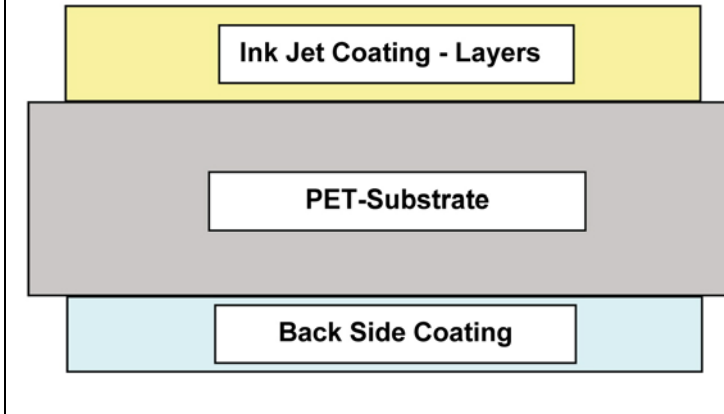 Ink Jet Coating - Layers
PET-Substrate
Back Side Coating